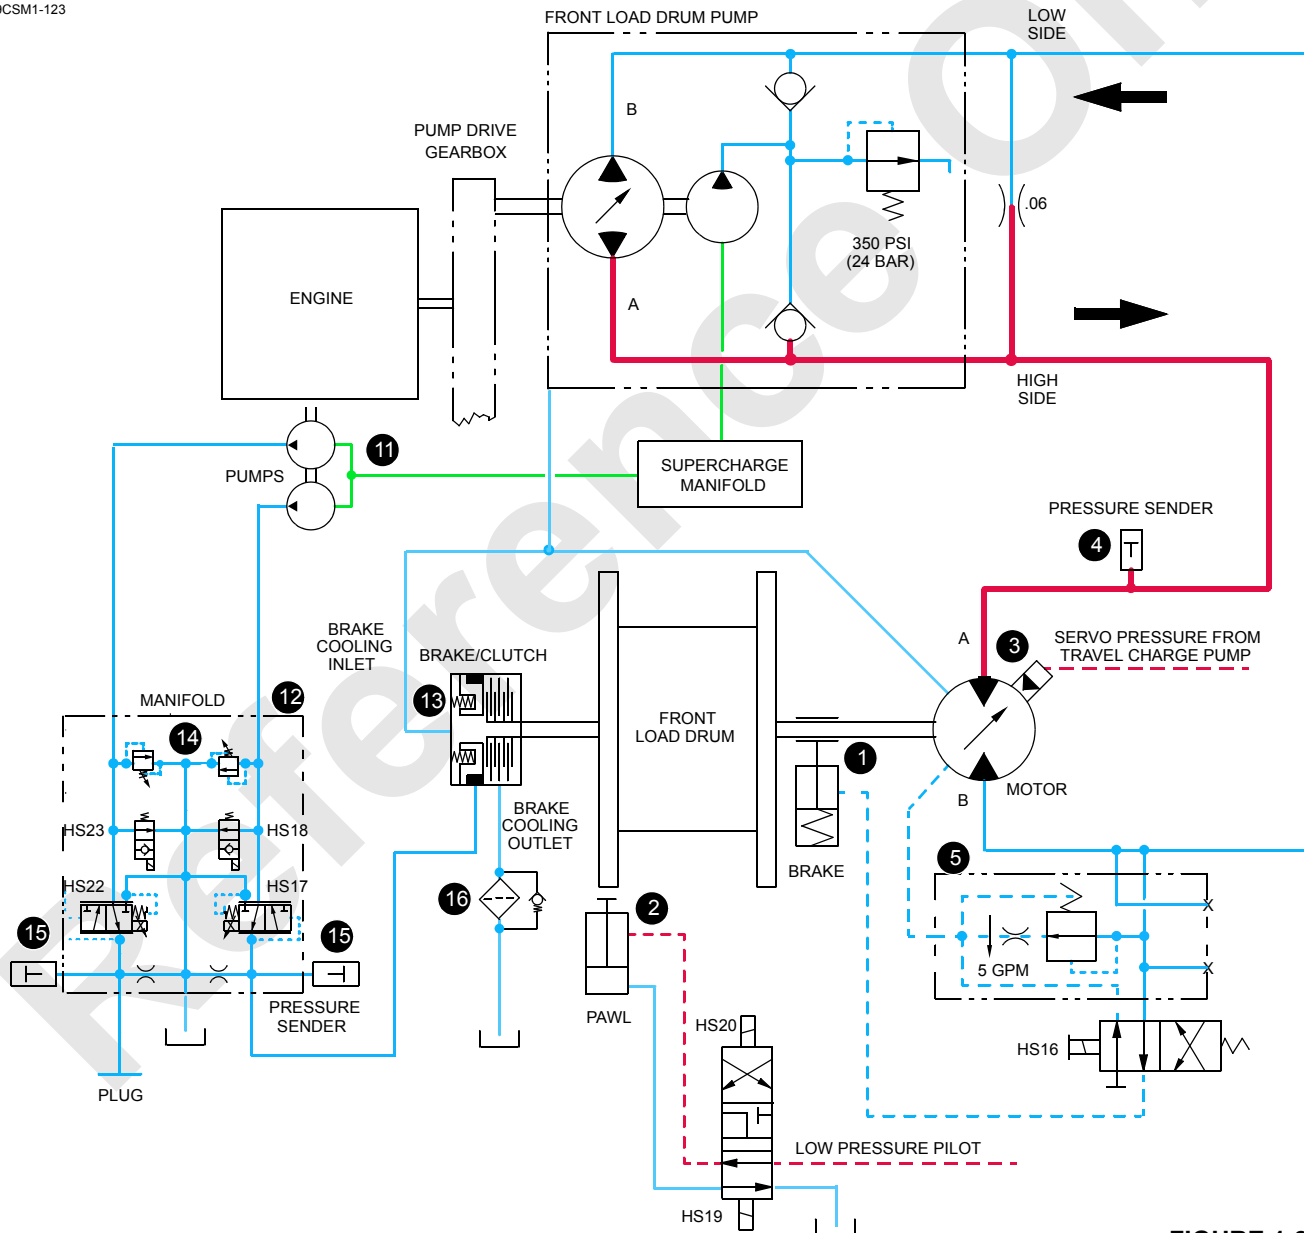 9CSM1-123
FRONT LOAD DRUM PUMP
LOW
SIDE
B
PUMP DRIVE
GEARBOX
.06
350 PSI
(24 BAR)
ENGINE
A
HIGH
SIDE
11
PUMPS
SUPERCHARGE
MANIFOLD
PRESSURE SENDER
4
BRAKE
COOLING
INLET
BRAKE/CLUTCH
A
3
SERVO PRESSURE FROM
TRAVEL CHARGE PUMP
MANIFOLD
12
13
14
FRONT
LOAD DRUM
1
B
MOTOR
HS23
HS18
BRAKE
COOLING
OUTLET
BRAKE
5
HS22
HS17
16
2
15
15
5 GPM
X
X
PRESSURE
SENDER
PAWL
HS20
HS16
PLUG
LOW PRESSURE PILOT
HS19
Reference On